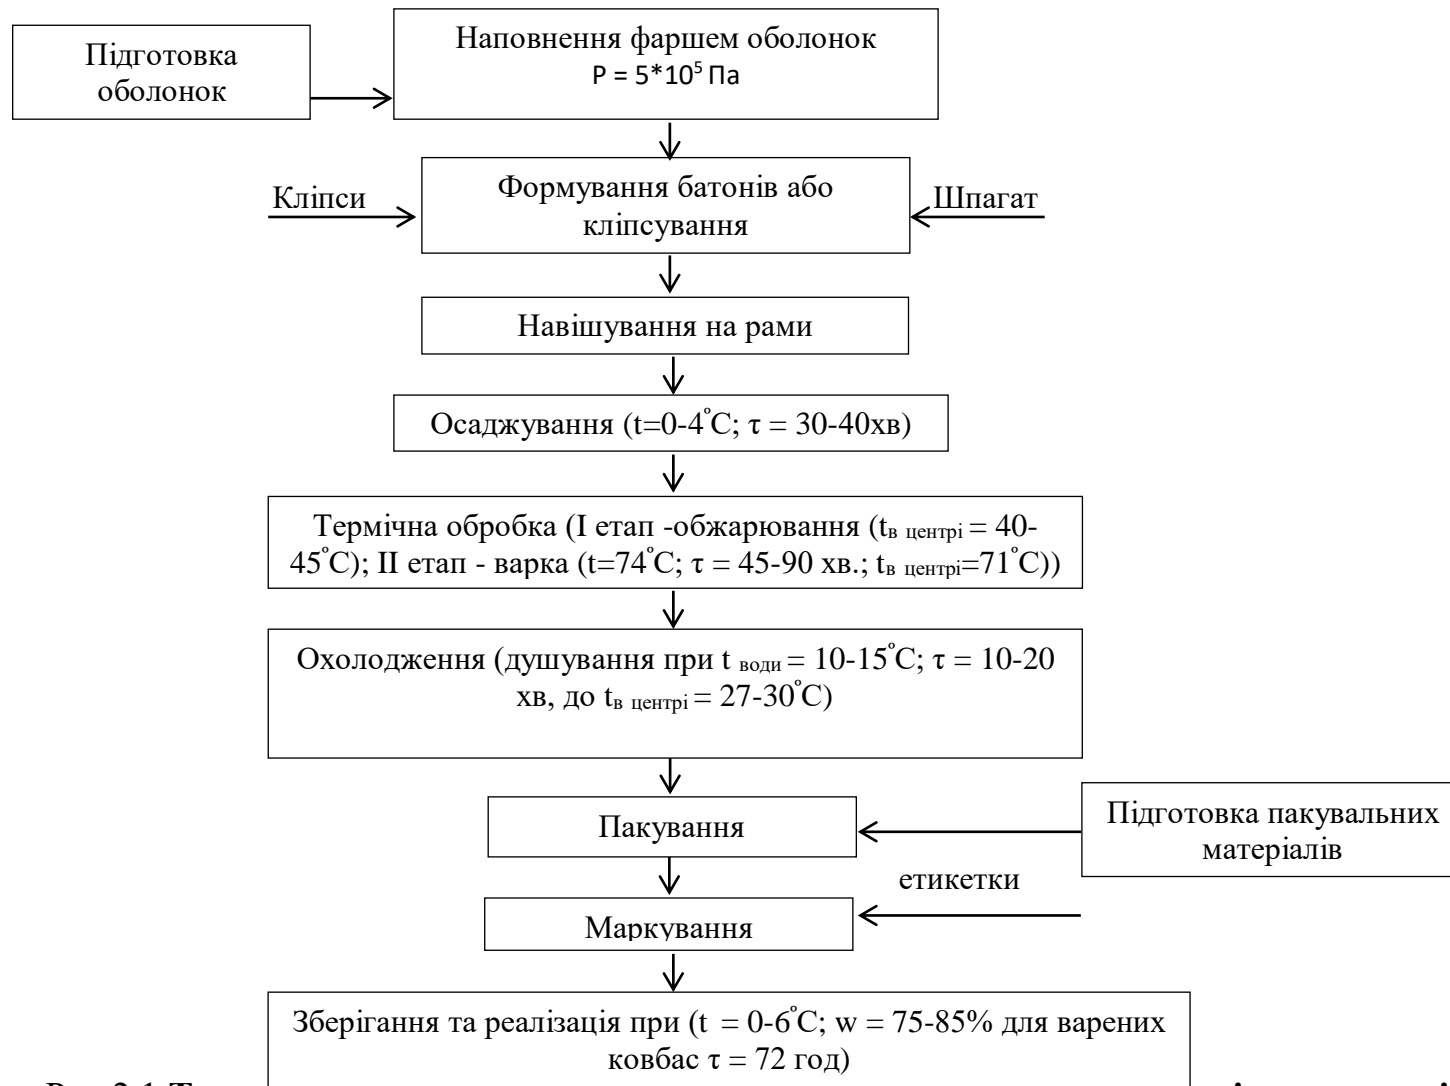 Підготовка
оболонок
Наповнення фаршем оболонок
P = 5*10⁵ Па
Кліпси
Формування батонів або
кліпсування
Шпагат
Навішування на рами
Осаджування (t=0-4°С; τ = 30-40хв)
Термічна обробка (І етап -обжарювання (tв центрі = 40-
45°С); ІІ етап - варка (t=74°С; τ = 45-90 хв.; tв центрі=71°С))
Охолодження (душування при t води = 10-15°С; τ = 10-20
хв, до tв центрі = 27-30°С)
Пакування
Підготовка пакувальних
матеріалів
етикетки
Маркування
Зберігання та реалізація при (t = 0-6°С; w = 75-85% для варених
ковбас τ = 72 год)
2.1